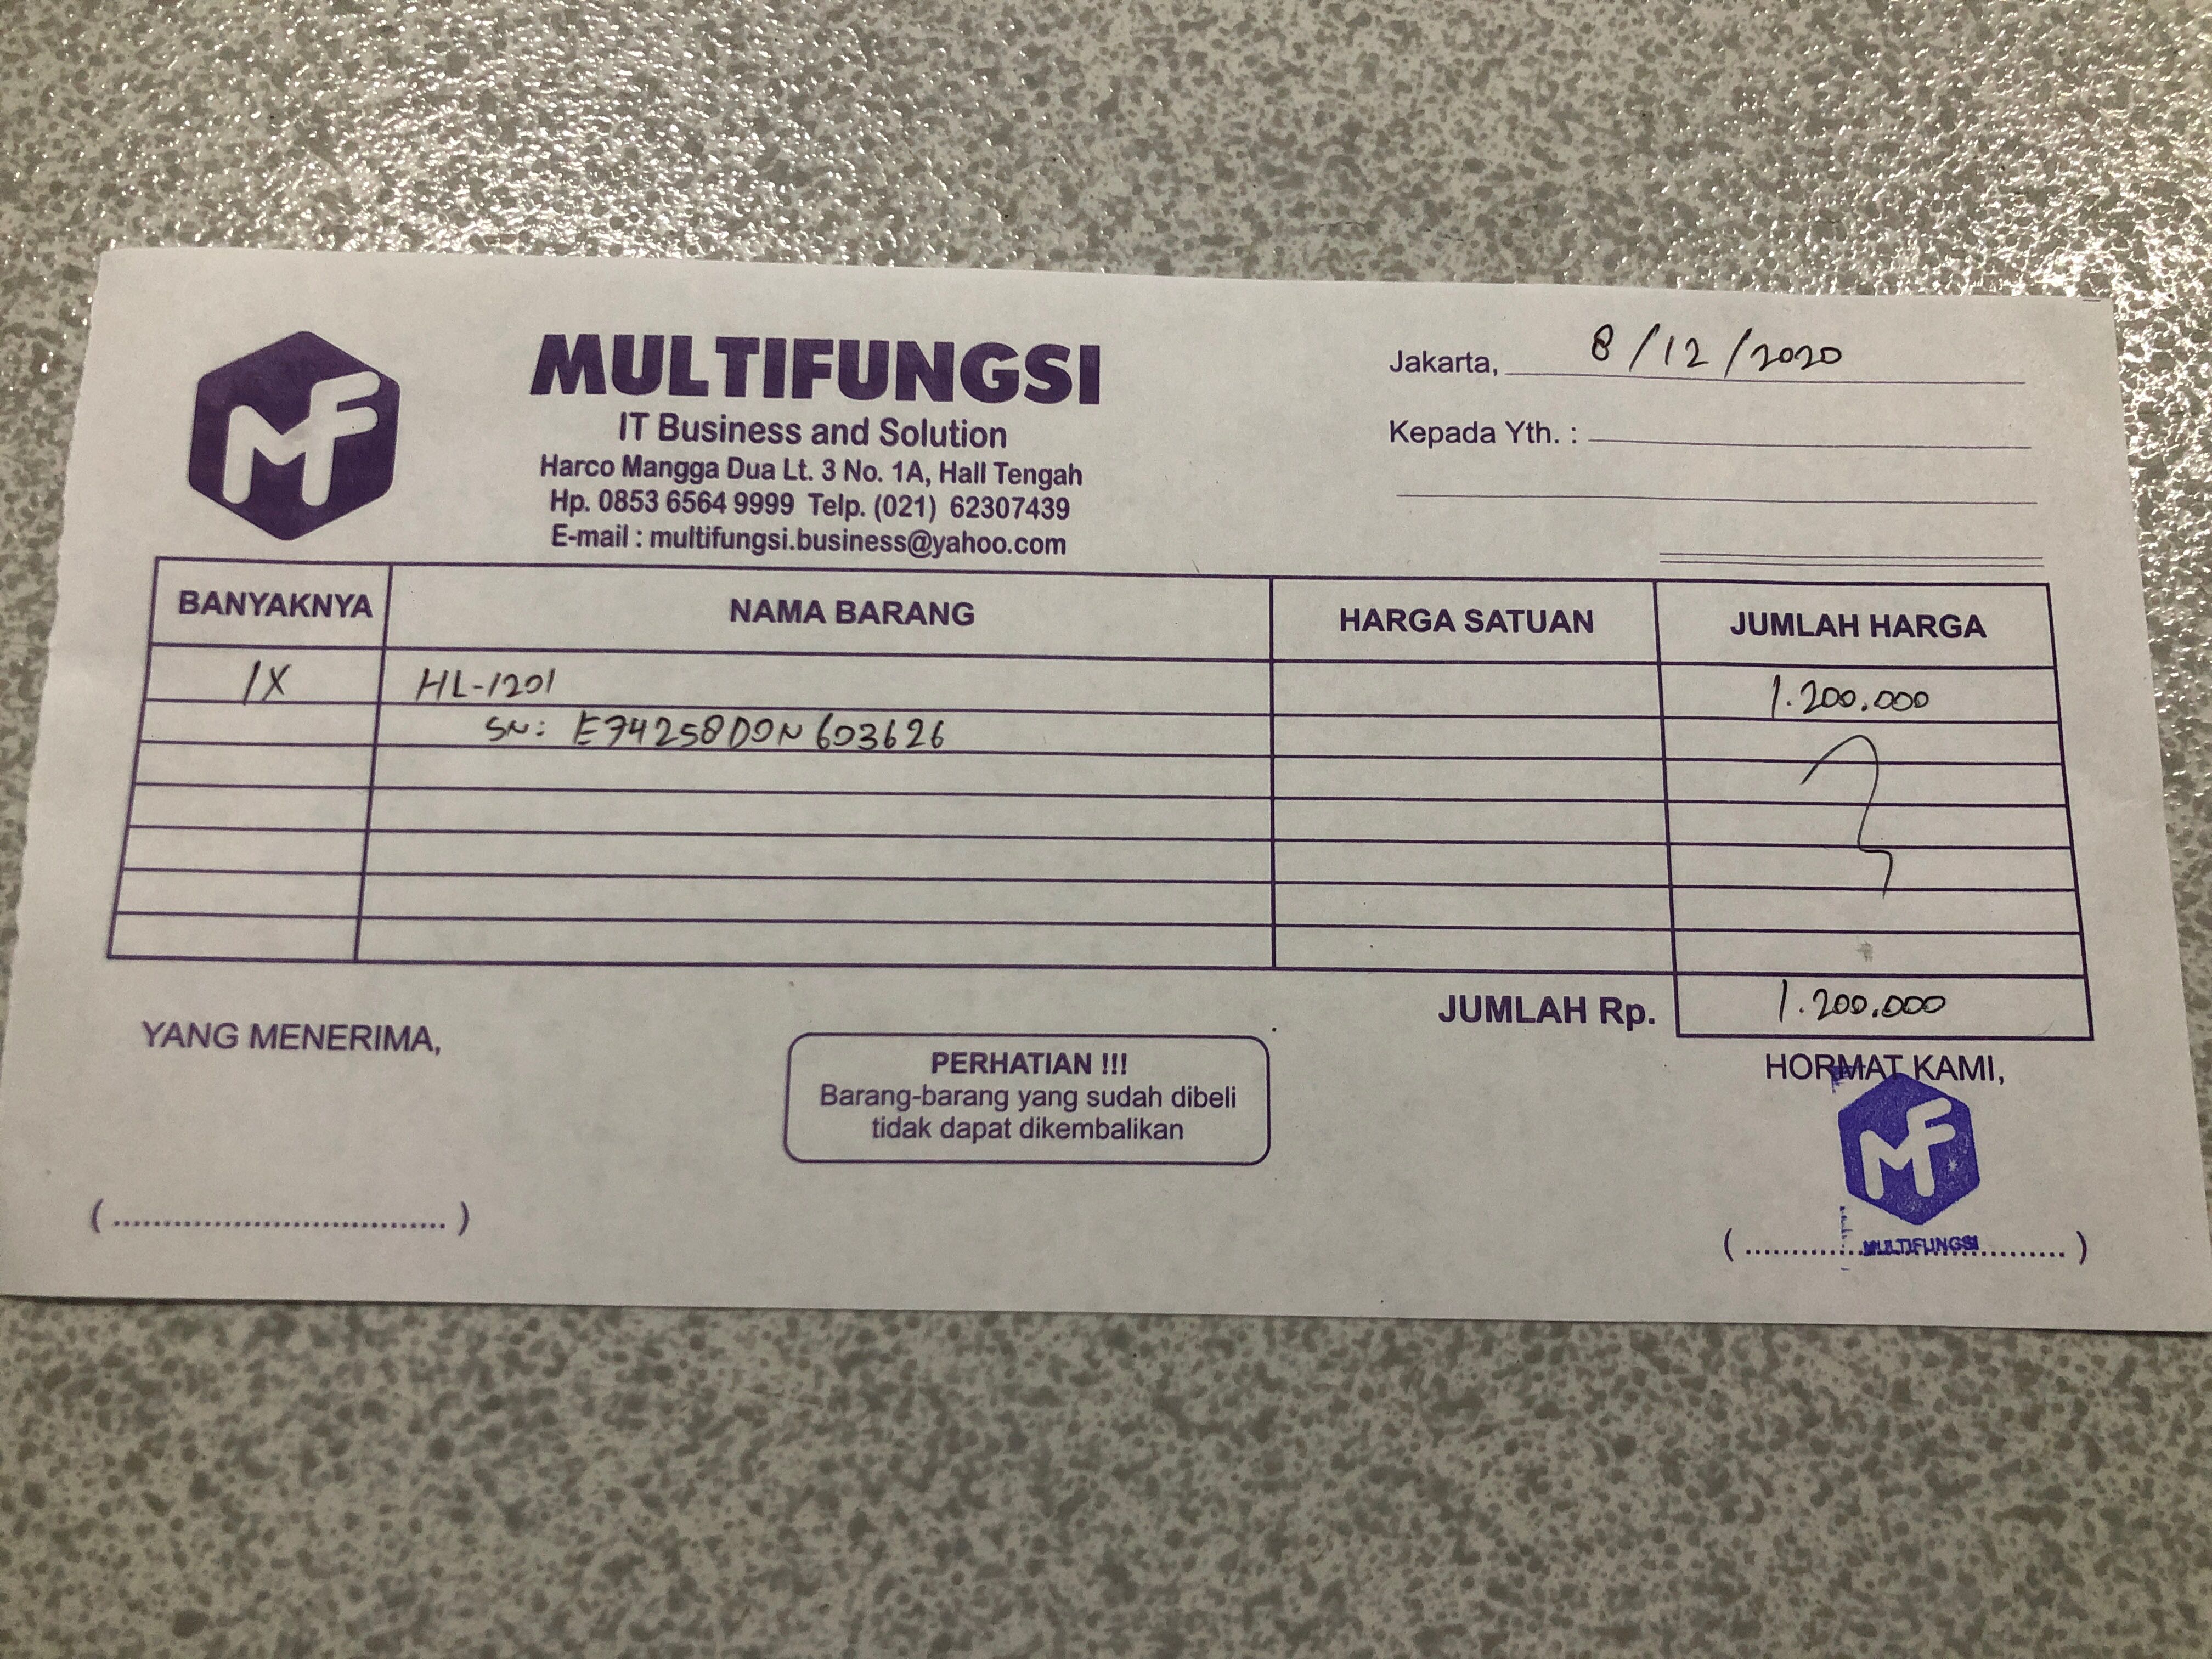 MF
MULTIFUNGSI
IT Business and Solution
Harco Mangga Dua Lt. 3 No. 1A, Hall Tengah
Hp. 0853 6564 9999 Telp. (021) 62307439
E-mail : multifungsi.business@yahoo.com
Jakarta, 8/12/2020
Kepada Yth. :
BANYAKNYA NAMA BARANG HARGA SATUAN JUMLAH HARGA
1X HL-1201 1.200.000
SN: E74258D0N603626
JUMLAH Rp. 1.200.000
YANG MENERIMA,
PERHATIAN !!!
Barang-barang yang sudah dibeli
tidak dapat dikembalikan
HORMAT KAMI,
MF
MULTIFUNGSI
(..................................)
(..................................)